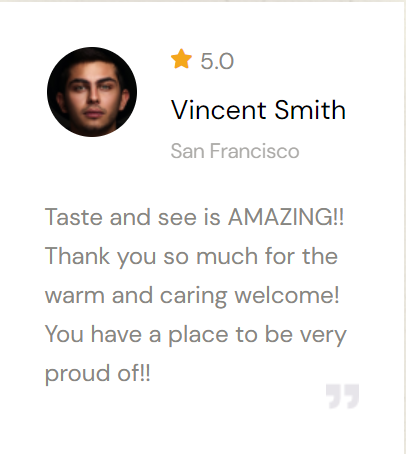 5.0
Vincent Smith
San Francisco
Taste and see is AMAZING!!
Thank you so much for the
warm and caring welcome!
You have a place to be very
proud of!!
”